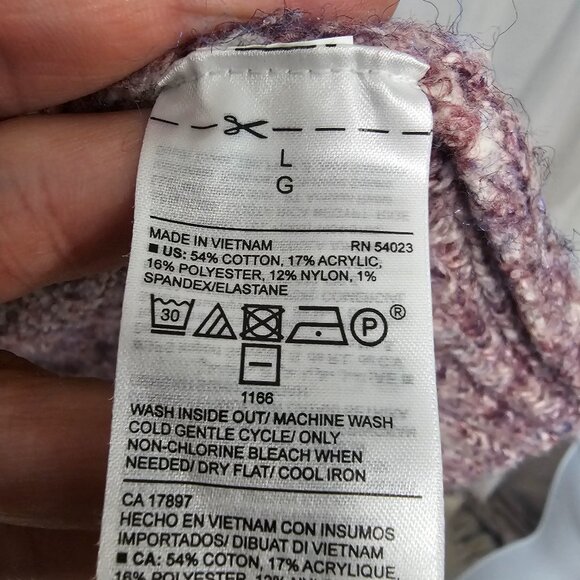 L
G
MADE IN VIETNAM RN 54023
■ US: 54% COTTON, 17% ACRYLIC,
16% POLYESTER, 12% NYLON, 1%
SPANDEX/ELASTANE
30 P ®
1166
WASH INSIDE OUT/ MACHINE WASH
COLD GENTLE CYCLE/ ONLY
NON-CHLORINE BLEACH WHEN
NEEDED/ DRY FLAT/ COOL IRON
CA 17897
HECHO EN VIETNAM CON INSUMOS
IMPORTADOS/ DIBUAT DI VIETNAM
■ CA: 54% COTON, 17% ACRYLIQUE